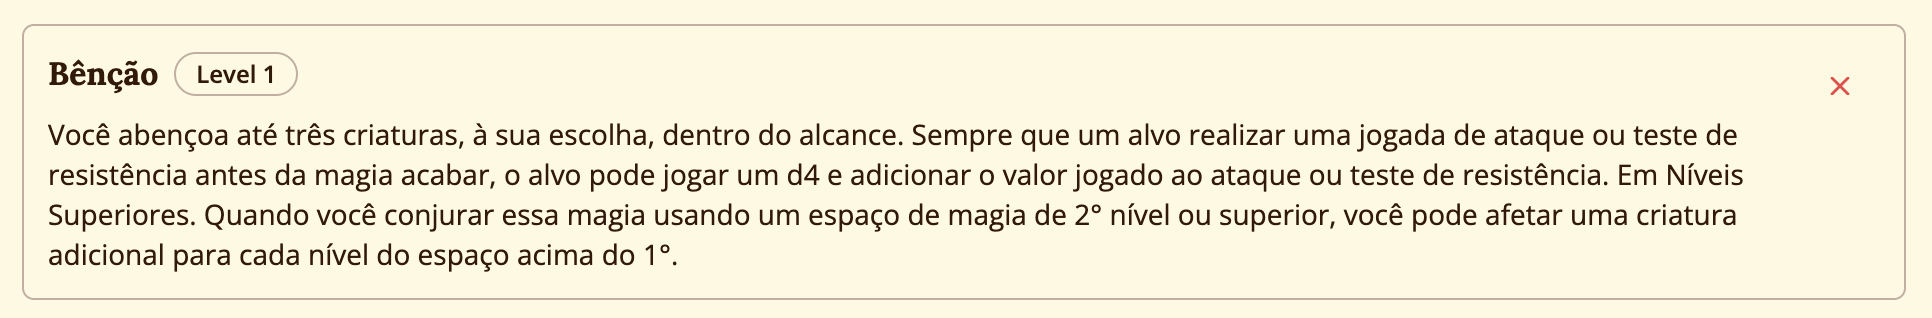 Bênção Level 1
Você abençoa até três criaturas, à sua escolha, dentro do alcance. Sempre que um alvo realizar uma jogada de ataque ou teste de
resistência antes da magia acabar, o alvo pode jogar um d4 e adicionar o valor jogado ao ataque ou teste de resistência. Em Níveis
Superiores. Quando você conjurar essa magia usando um espaço de magia de 2° nível ou superior, você pode afetar uma criatura
adicional para cada nível do espaço acima do 1°.